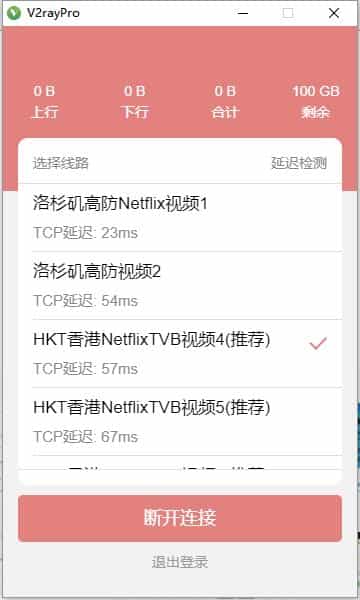 V2rayPro
0 B 0 B 0 B 100 GB
上行 下行 合计 剩余
选择线路 延迟检测
洛杉矶高防Netflix视频1
TCP延迟: 23ms
洛杉矶高防视频2
TCP延迟: 54ms
HKT香港NetflixTVB视频4(推荐)
TCP延迟: 57ms
HKT香港NetflixTVB视频5(推荐)
TCP延迟: 67ms
断开连接
退出登录